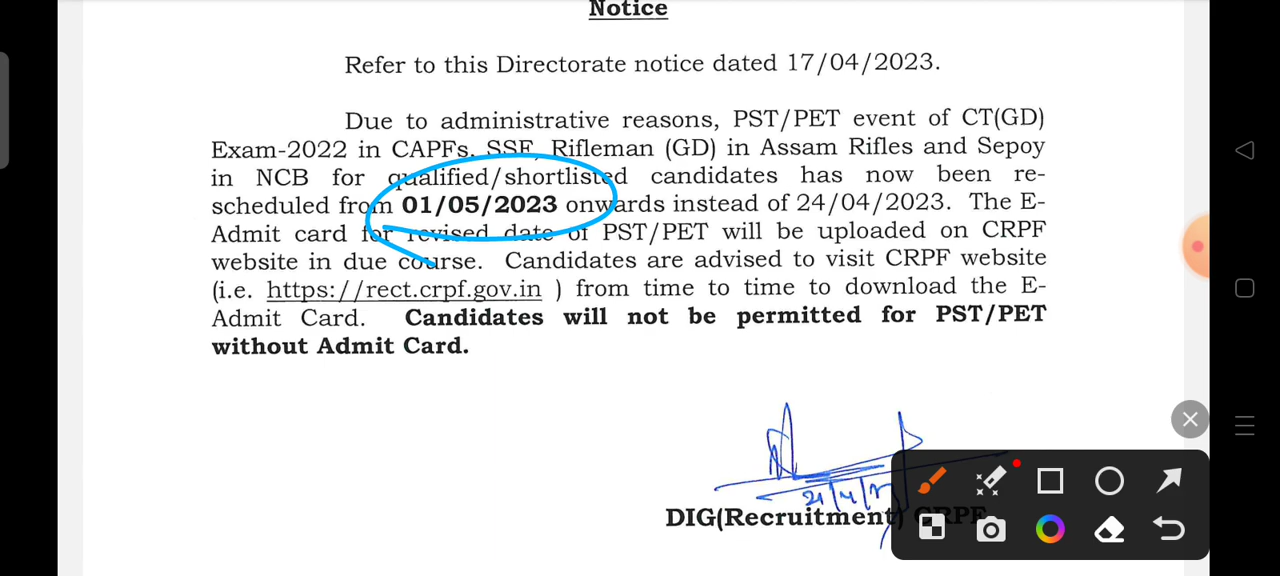 Notice
Refer to this Directorate notice dated 17/04/2023.
Due to administrative reasons, PST/PET event of CT(GD)
Exam-2022 in CAPFs, SSF, Rifleman (GD) in Assam Rifles and Sepoy
in NCB for qualified/shortlisted candidates has now been re-
scheduled from 01/05/2023 onwards instead of 24/04/2023. The E-
Admit card for revised date of PST/PET will be uploaded on CRPF
website in due course. Candidates are advised to visit CRPF website
(i.e. https://rect.crpf.gov.in ) from time to time to download the E-
Admit Card. Candidates will not be permitted for PST/PET
without Admit Card.
DIG(Recruitment) CRPF